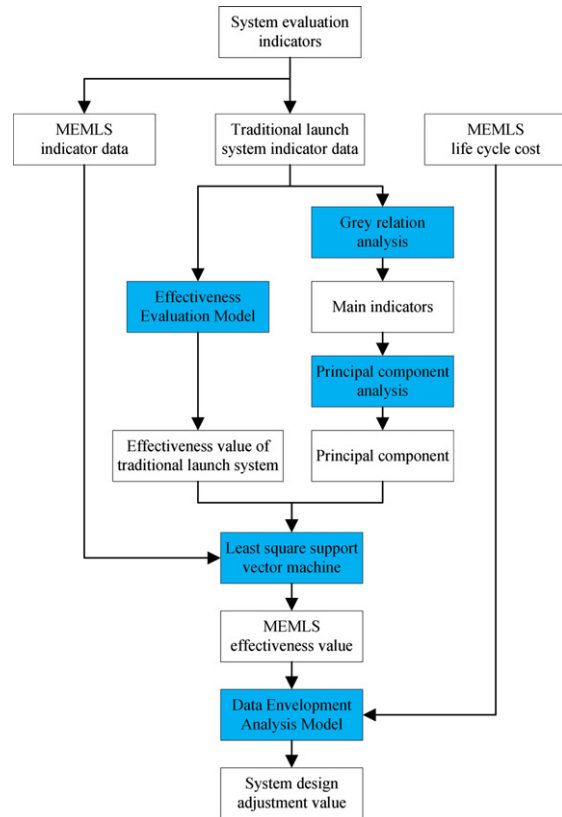 System evaluation
indicators
MEMLS
indicator data
Traditional launch
system indicator data
MEMLS
life cycle cost
Grey relation
analysis
Effectiveness
Evaluation Model
Main indicators
Principal component
analysis
Effectiveness value of
traditional launch system
Principal component
Least square support
vector machine
MEMLS
effectiveness value
Data Envelopment
Analysis Model
System design
adjustment value